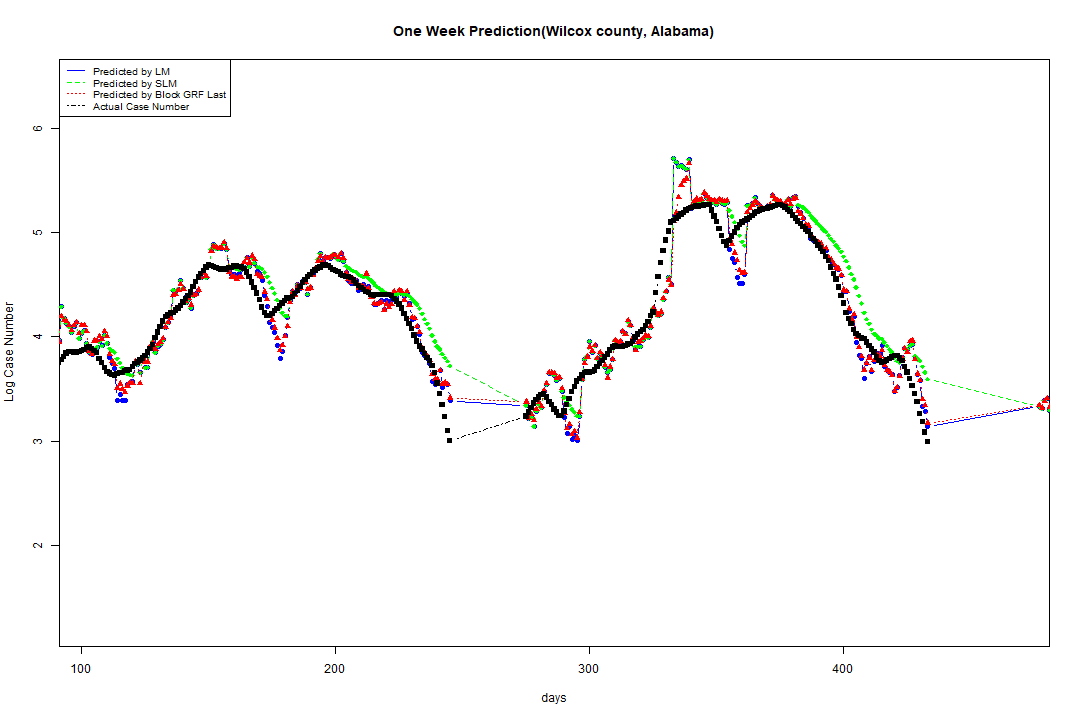 One Week Prediction(Wilcox county, Alabama)
Predicted by LM
Predicted by SLM
Predicted by Block GRF Last
Actual Case Number
6
5
4
3
2
Log Case Number
100 200 300 400
days